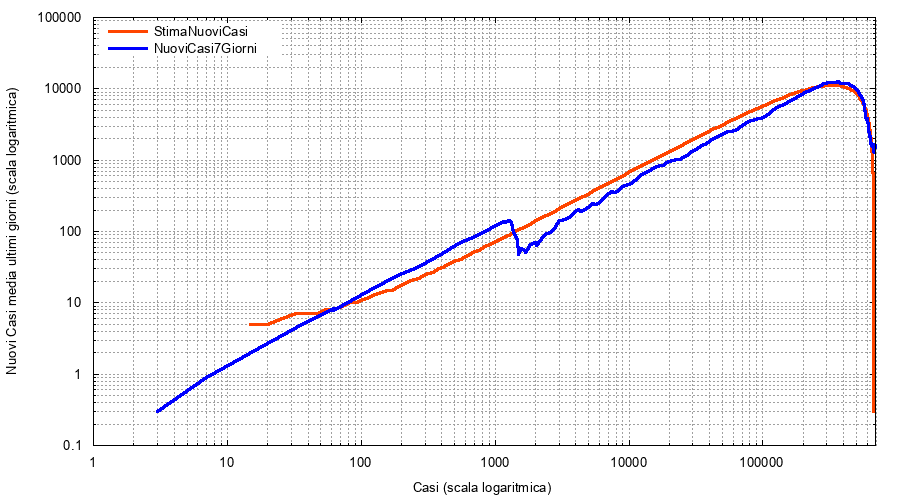 100000
10000
1000
100
10
1
0.1
StimaNuoviCasi
NuoviCasi7Giorni
Nuovi Casi media ultimi giorni (scala logaritmica)
1 10 100 1000 10000 100000
Casi (scala logaritmica)